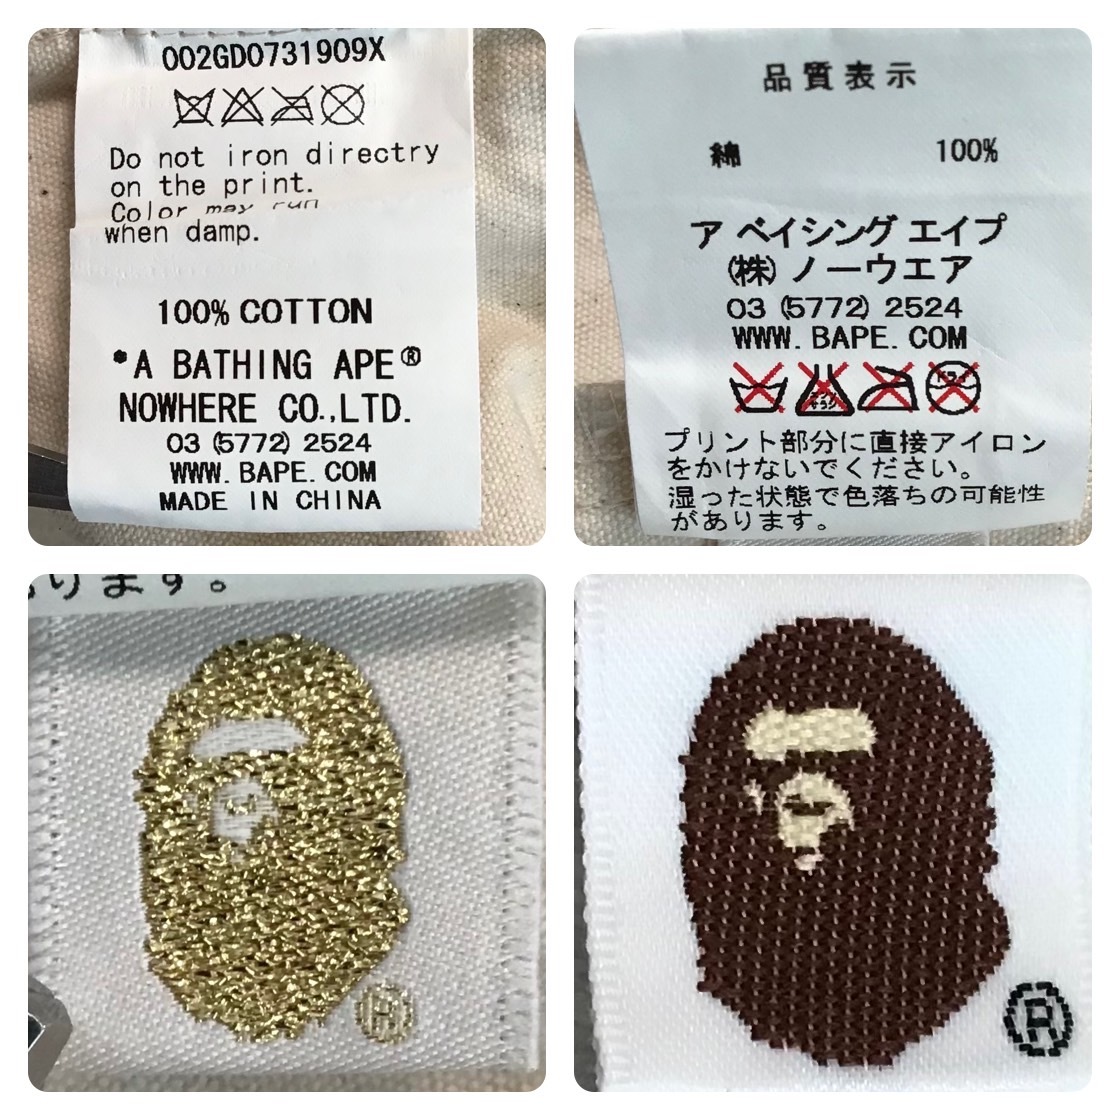 002GD0731909X
Do not iron directry
on the print.
Color may run
when damp.
100% COTTON
*A BATHING APE®
NOWHERE CO.,LTD.
03 (5772) 2524
WWW. BAPE. COM
MADE IN CHINA
品質表示
綿 100%
ア ベイシング エイプ
(株) ノーウエア
03 (5772) 2524
WWW. BAPE. COM
プリント部分に直接アイロン
をかけないでください。
湿った状態で色落ちの可能性
があります。
ります。
®
®